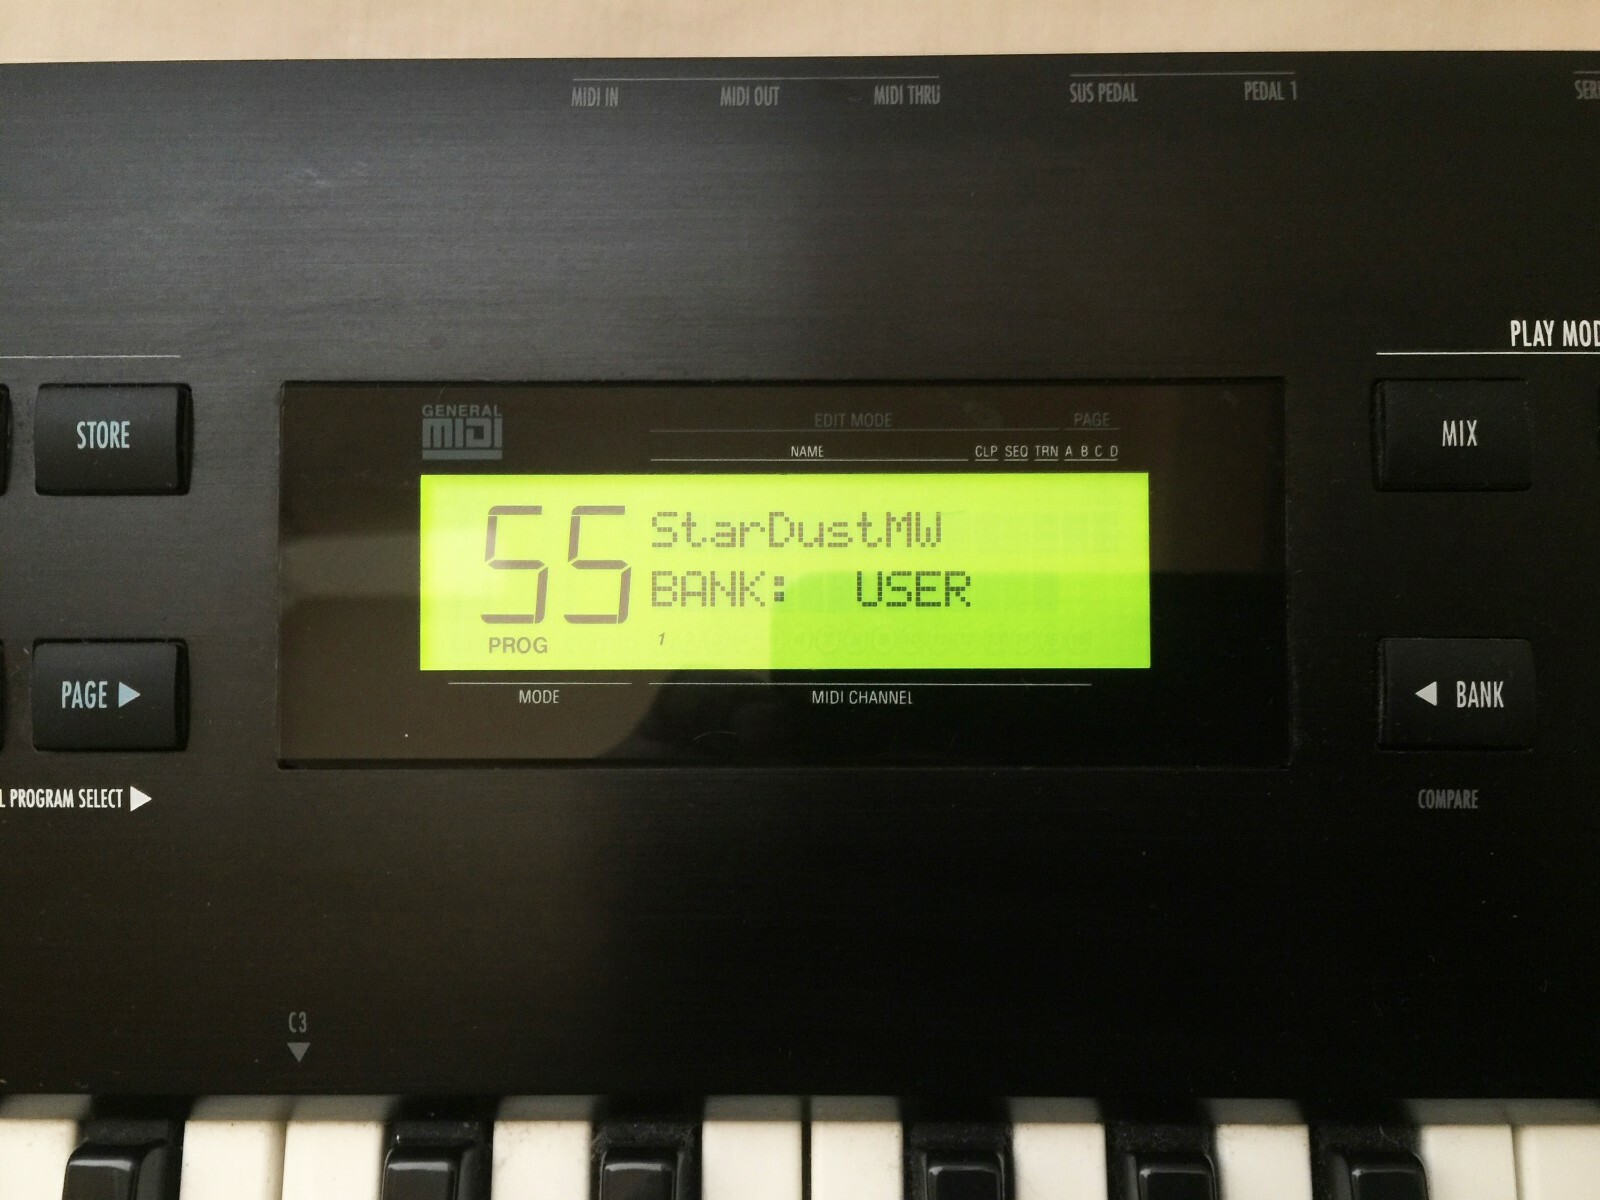 MIDI IN MIDI OUT MIDI THRU SUS PEDAL PEDAL 1
PLAY
STORE
GENERAL
MIDI
EDIT MODE PAGE
NAME CLP SEQ TRN A B C D
MIX
55 StarDustMW
BANK: USER
PROG 1
MODE MIDI CHANNEL
PAGE ▶
◀ BANK
PROGRAM SELECT ▶
COMPARE
C3
▼